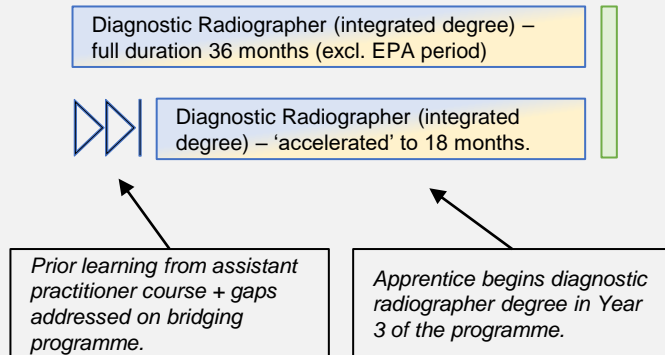 Diagnostic Radiographer (integrated degree) –
full duration 36 months (excl. EPA period)
Diagnostic Radiographer (integrated
degree) – ‘accelerated’ to 18 months.
Prior learning from assistant
practitioner course + gaps
addressed on bridging
programme.
Apprentice begins diagnostic
radiographer degree in Year
3 of the programme.